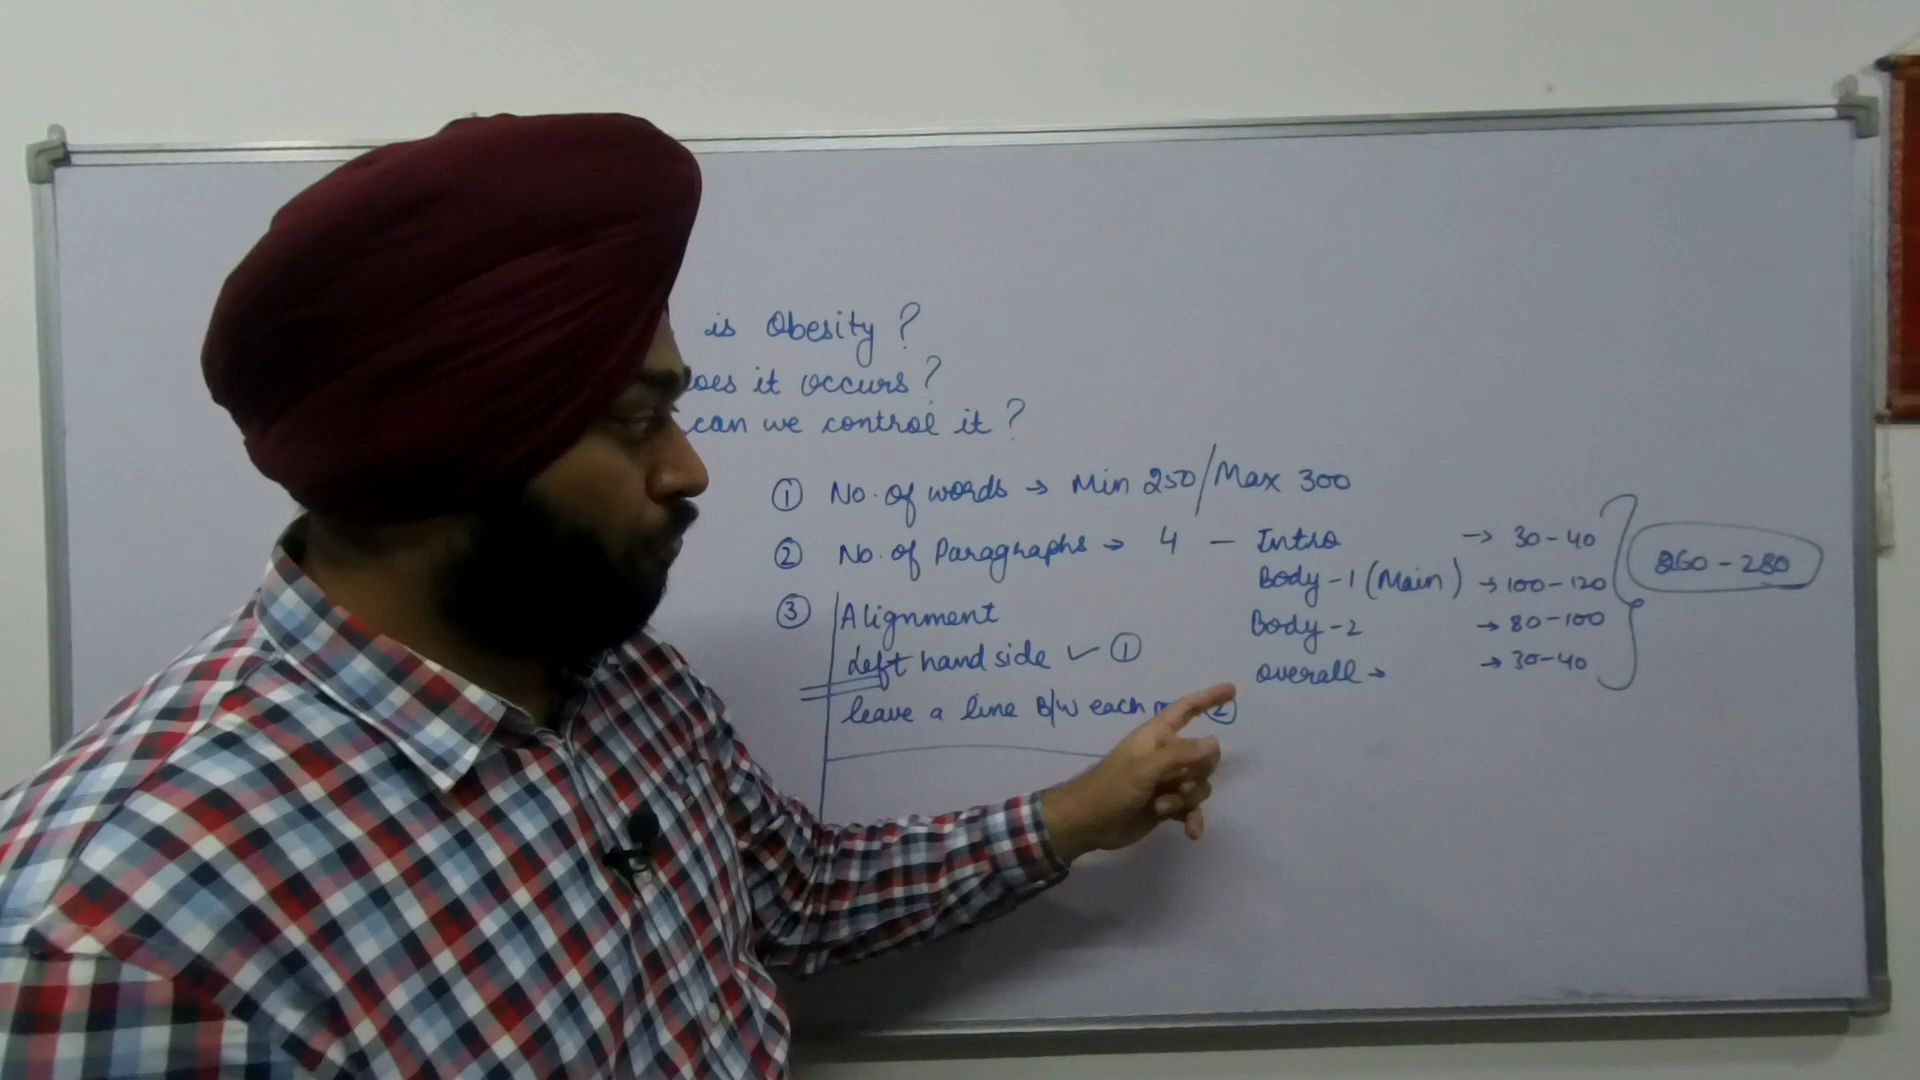 is Obesity?
oes it occurs?
can we control it?
① No. of words → Min 250/Max 300
② No. of Paragraphs → 4 — Intro → 30-40
Body-1 (Main) → 100-120
260-280
Body-2 → 80-100
overall → → 30-40
③ Alignment
left hand side ✓ ①
leave a line B/W each ②